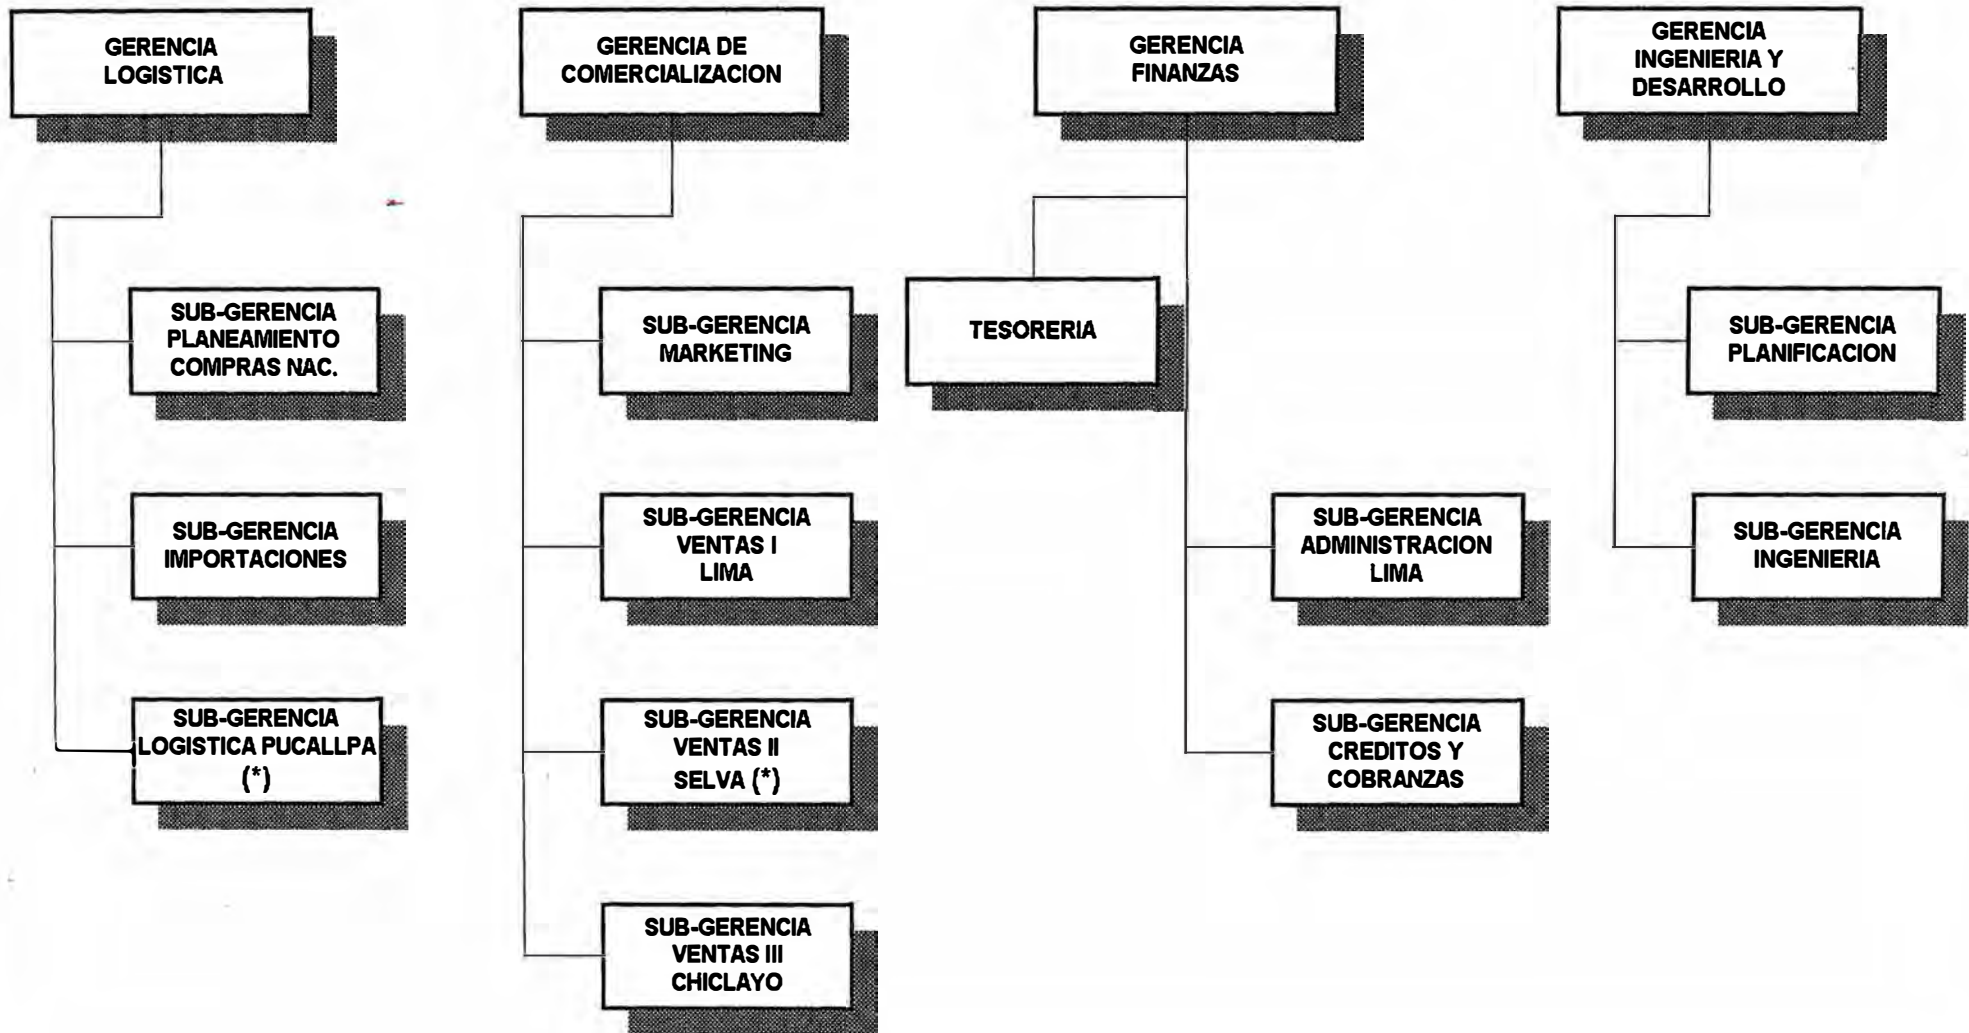 GERENCIA
LOGISTICA
SUB-GERENCIA
PLANEAMIENTO
COMPRAS NAC.
SUB-GERENCIA
IMPORTACIONES
SUB-GERENCIA
LOGISTICA PUCALLPA
(*)
GERENCIA DE
COMERCIALIZACION
SUB-GERENCIA
MARKETING
SUB-GERENCIA
VENTAS I
LIMA
SUB-GERENCIA
VENTAS II
SELVA (*)
SUB-GERENCIA
VENTAS III
CHICLAYO
GERENCIA
FINANZAS
TESORERIA
SUB-GERENCIA
ADMINISTRACION
LIMA
SUB-GERENCIA
CREDITOS Y
COBRANZAS
GERENCIA
INGENIERIA Y
DESARROLLO
SUB-GERENCIA
PLANIFICACION
SUB-GERENCIA
INGENIERIA